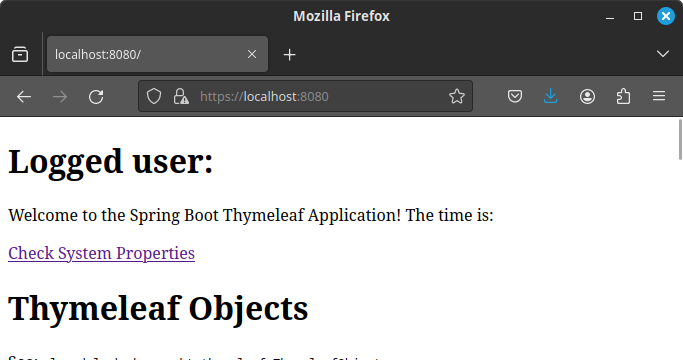 Mozilla Firefox
localhost:8080/
https://localhost:8080
Logged user:
Welcome to the Spring Boot Thymeleaf Application! The time is:
Check System Properties
Thymeleaf Objects